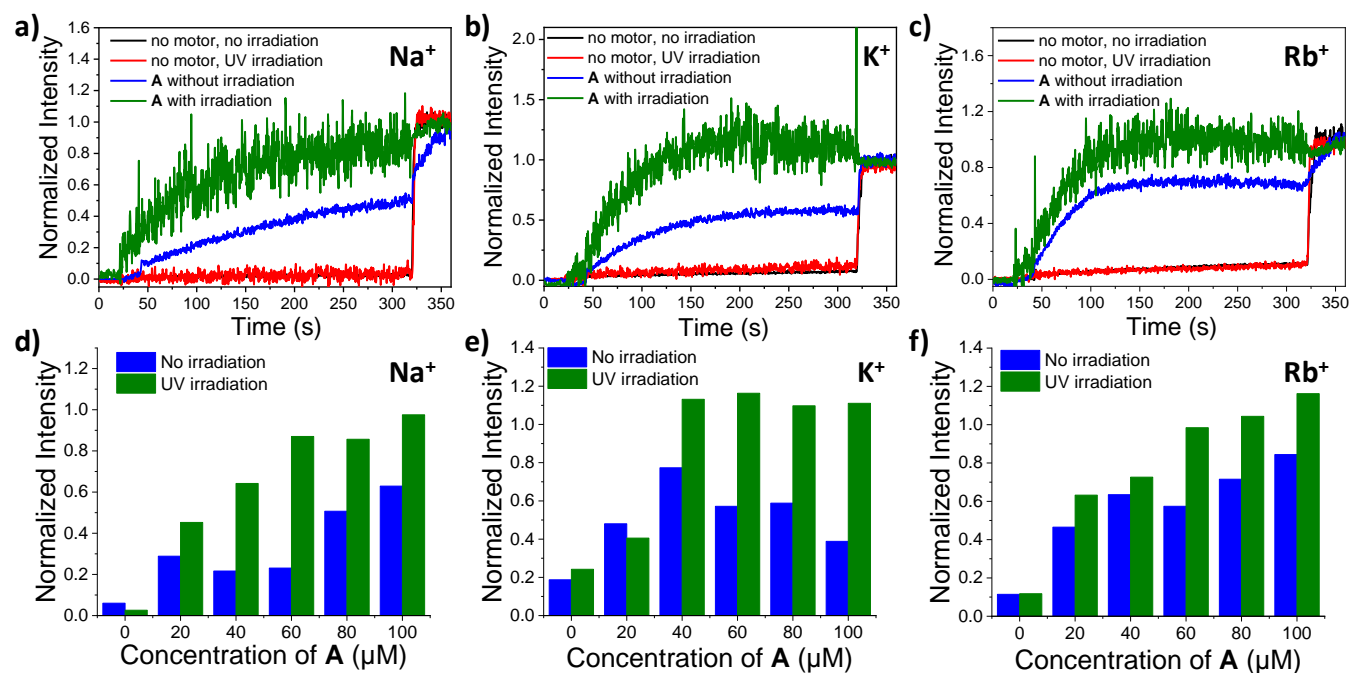 a)
Na⁺
no motor, no irradiation
no motor, UV irradiation
A without irradiation
A with irradiation
Normalized Intensity
1.6
1.4
1.2
1.0
0.8
0.6
0.4
0.2
0.0
0 50 100 150 200 250 300 350
Time (s)
b)
K⁺
no motor, no irradiation
no motor, UV irradiation
A without irradiation
A with irradiation
Normalized Intensity
2.0
1.5
1.0
0.5
0.0
0 50 100 150 200 250 300 350
Time (s)
c)
Rb⁺
no motor, no irradiation
no motor, UV irradiation
A without irradiation
A with irradiation
Normalized Intensity
1.6
1.2
0.8
0.4
0.0
0 50 100 150 200 250 300 350
Time (s)
d)
Na⁺
No irradiation
UV irradiation
Normalized Intensity
1.2
1.0
0.8
0.6
0.4
0.2
0.0
0 20 40 60 80 100
Concentration of A (µM)
e)
K⁺
No irradiation
UV irradiation
Normalized Intensity
1.4
1.2
1.0
0.8
0.6
0.4
0.2
0.0
0 20 40 60 80 100
Concentration of A (µM)
f)
Rb⁺
No irradiation
UV irradiation
Normalized Intensity
1.4
1.2
1.0
0.8
0.6
0.4
0.2
0.0
0 20 40 60 80 100
Concentration of A (µM)